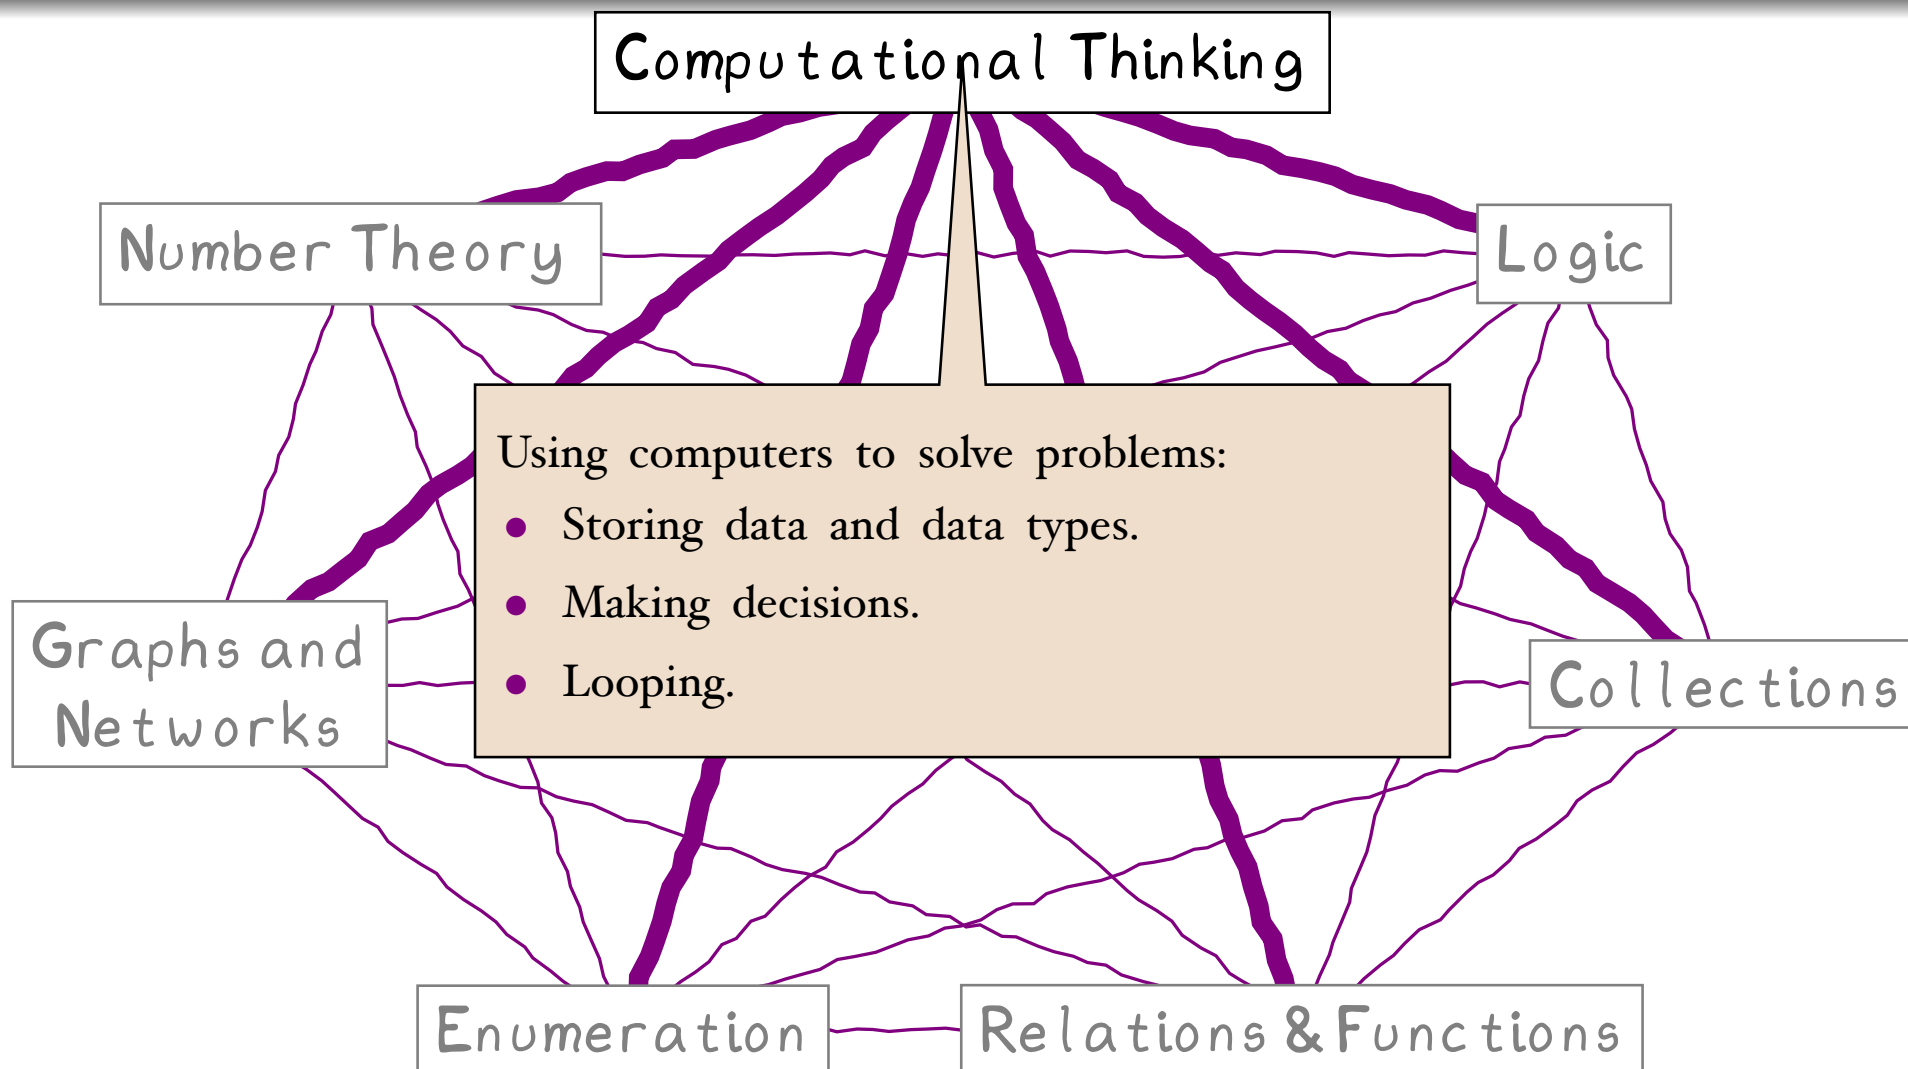 Computational Thinking
Number Theory
Logic
Using computers to solve problems:
● Storing data and data types.
● Making decisions.
● Looping.
Graphs and
Networks
Collections
Enumeration
Relations & Functions